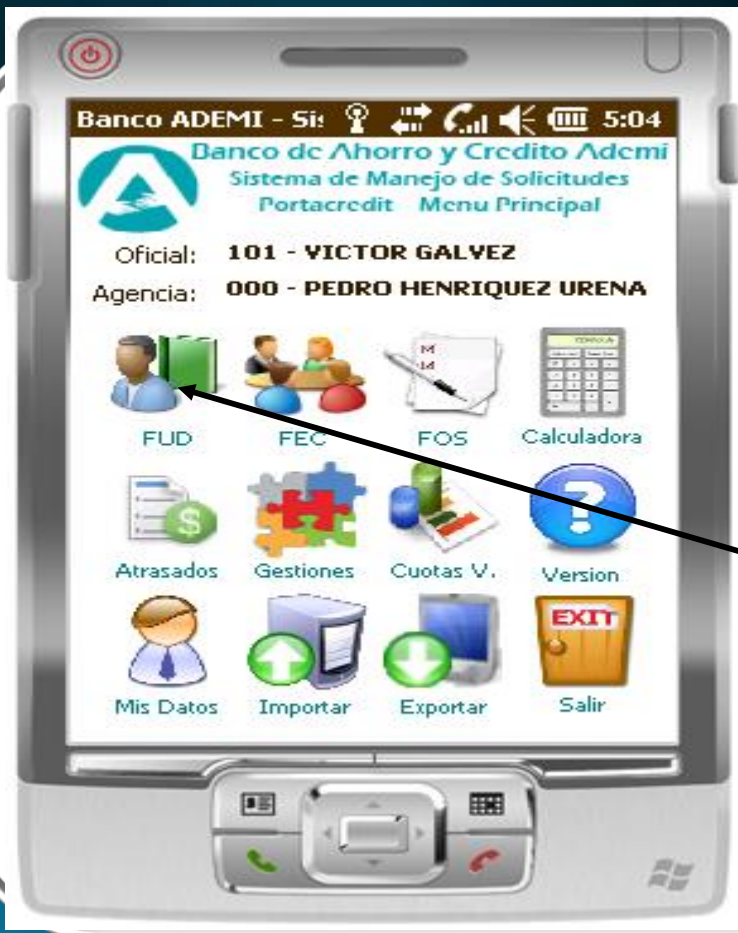 Banco ADEMI - Sis 5:04
Banco de Ahorro y Credito Ademi
Sistema de Manejo de Solicitudes
Portacredit Menu Principal
Oficial: 101 - VICTOR GALVEZ
Agencia: 000 - PEDRO HENRIQUEZ URENA
FUD FEC FOS Calculadora
Atrasados Gestiones Cuotas V. Version
EXIT
Mis Datos Importar Exportar Salir